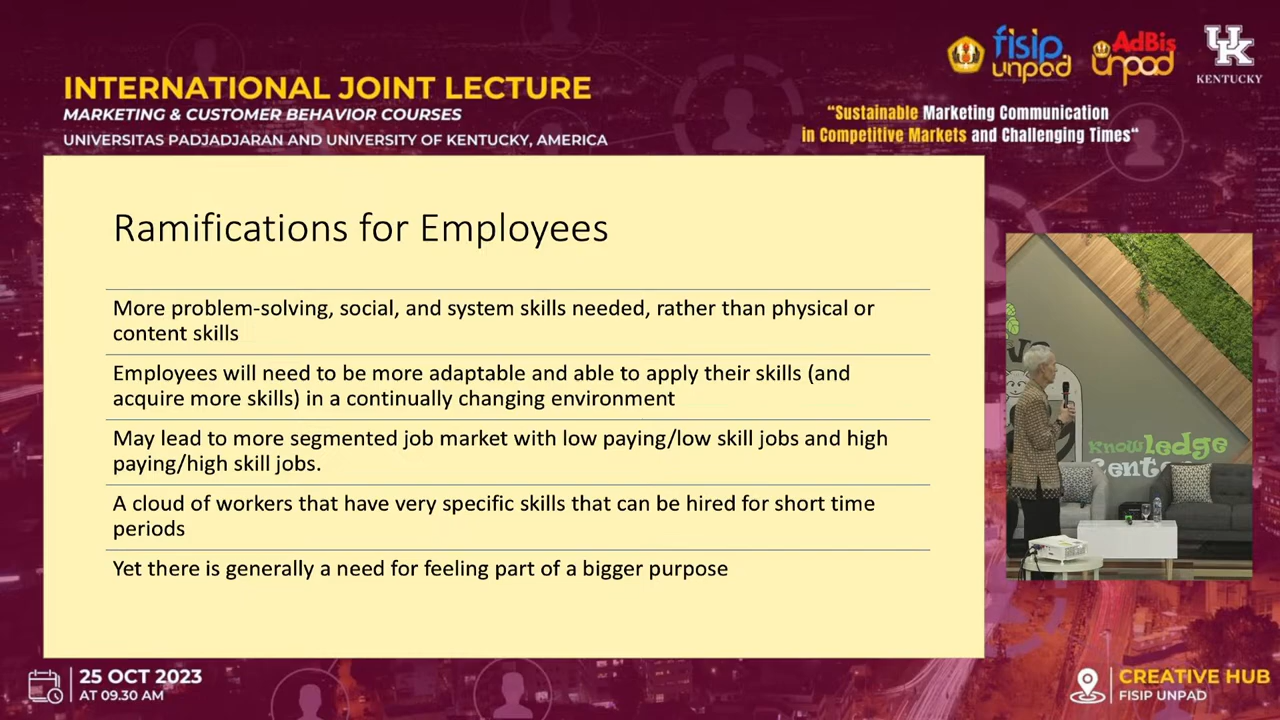 INTERNATIONAL JOINT LECTURE
MARKETING & CUSTOMER BEHAVIOR COURSES
UNIVERSITAS PADJADJARAN AND UNIVERSITY OF KENTUCKY, AMERICA
fisip
unpad
AdBis
unpad
UK
KENTUCKY
“Sustainable Marketing Communication
in Competitive Markets and Challenging Times“
Ramifications for Employees
More problem-solving, social, and system skills needed, rather than physical or
content skills
Employees will need to be more adaptable and able to apply their skills (and
acquire more skills) in a continually changing environment
May lead to more segmented job market with low paying/low skill jobs and high
paying/high skill jobs.
A cloud of workers that have very specific skills that can be hired for short time
periods
Yet there is generally a need for feeling part of a bigger purpose
Knowledge
25 OCT 2023
AT 09.30 AM
CREATIVE HUB
FISIP UNPAD